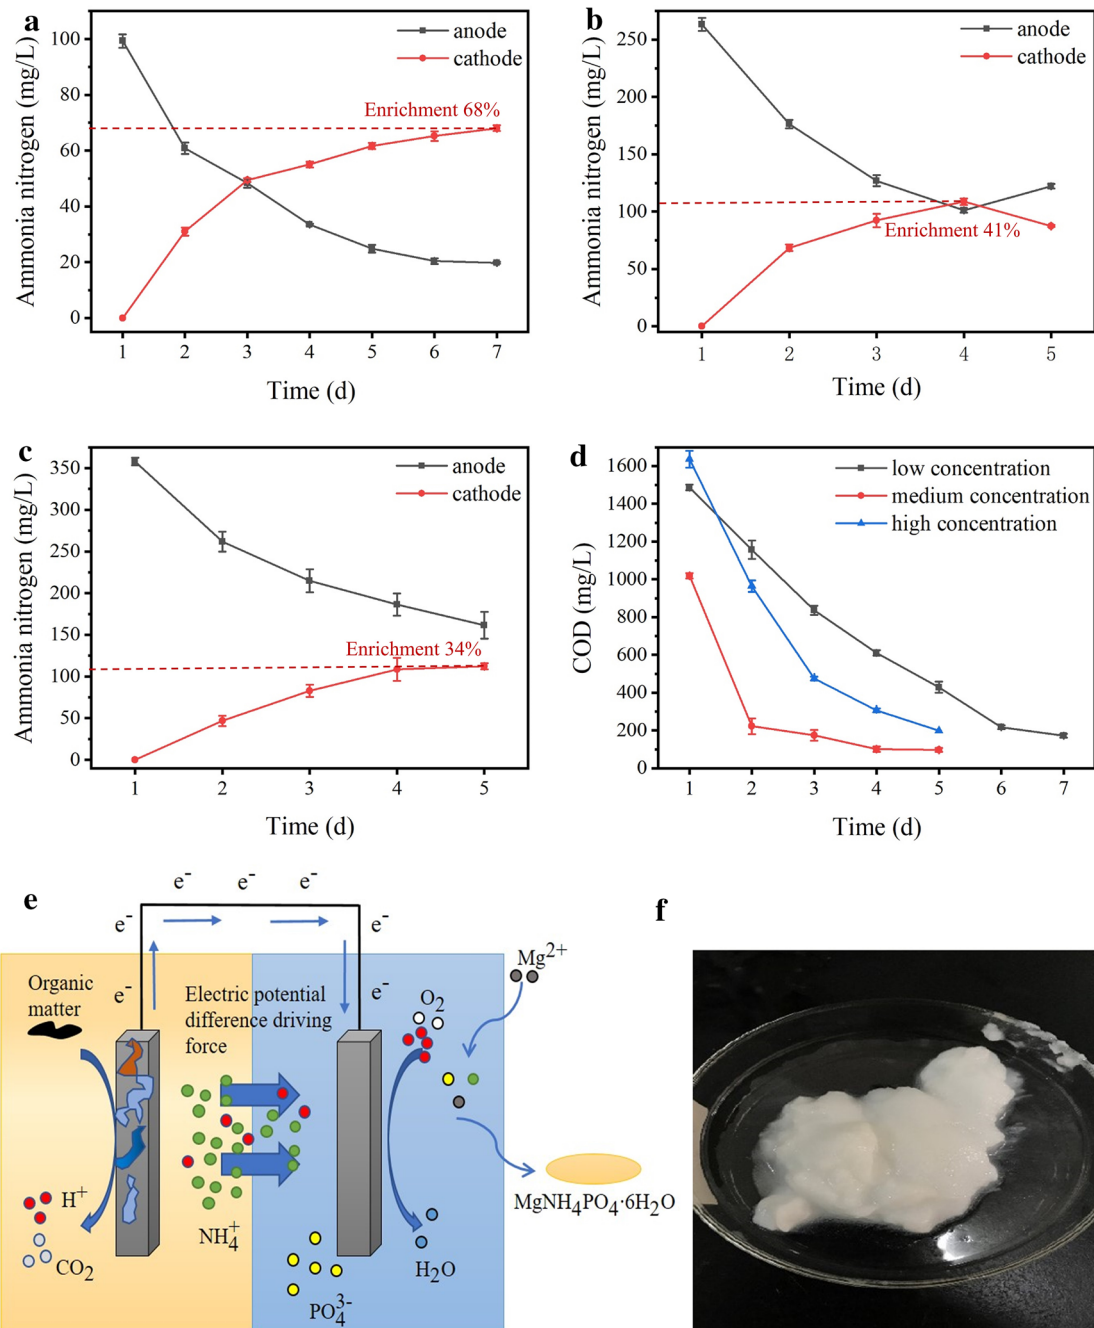 a
Ammonia nitrogen (mg/L)
100
80
60
40
20
0
anode
cathode
Enrichment 68%
1 2 3 4 5 6 7
Time (d)
b
Ammonia nitrogen (mg/L)
250
200
150
100
50
0
anode
cathode
Enrichment 41%
1 2 3 4 5
Time (d)
c
Ammonia nitrogen (mg/L)
350
300
250
200
150
100
50
0
anode
cathode
Enrichment 34%
1 2 3 4 5
Time (d)
d
COD (mg/L)
1600
1400
1200
1000
800
600
400
200
0
low concentration
medium concentration
high concentration
1 2 3 4 5 6 7
Time (d)
e
e⁻ e⁻ e⁻
e⁻
e⁻
e⁻
Organic
matter
Electric potential
difference driving
force
O₂
Mg²⁺
H⁺
CO₂
NH₄⁺
PO₄³⁻
H₂O
MgNH₄PO₄·6H₂O
f